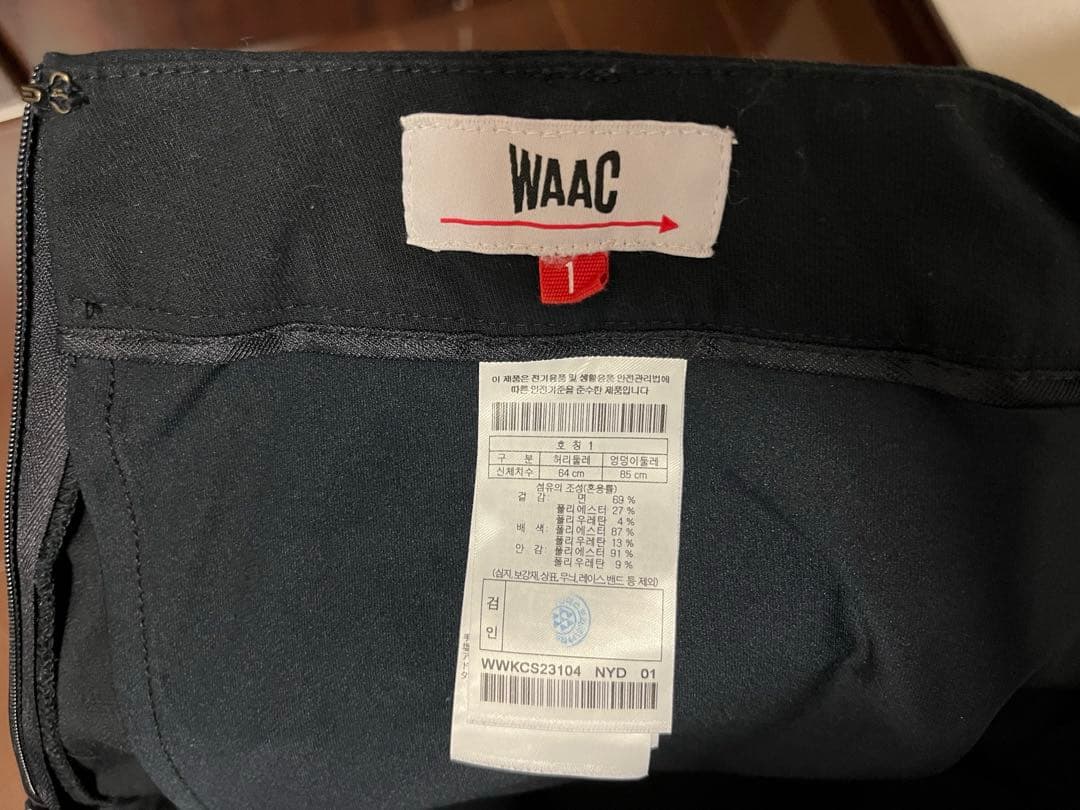 WAAC
1
이 제품은 전기용품 및 생활용품 안전관리법에
따른 안전기준을 준수한 제품입니다
호 칭 1
구 분 허리둘레 엉덩이둘레
신체치수 64 cm 85 cm
섬유의 조성(혼용률)
겉 감: 면 69 %
폴리에스터 27 %
폴리우레탄 4 %
배 색: 폴리에스터 87 %
폴리우레탄 13 %
안 감: 폴리에스터 91 %
폴리우레탄 9 %
(심지,보강재,상표,무늬,레이스,밴드 등 제외)
검
인
WWKCS23104 NYD 01